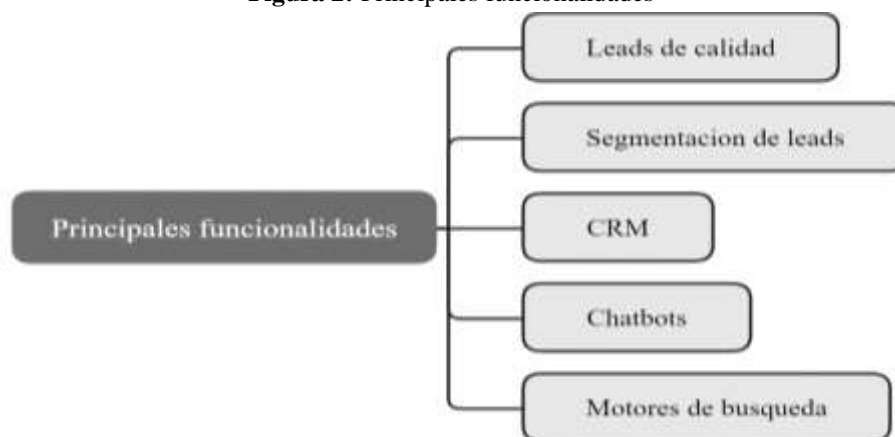 Principales funcionalidades
Leads de calidad
Segmentacion de leads
CRM
Chatbots
Motores de busqueda